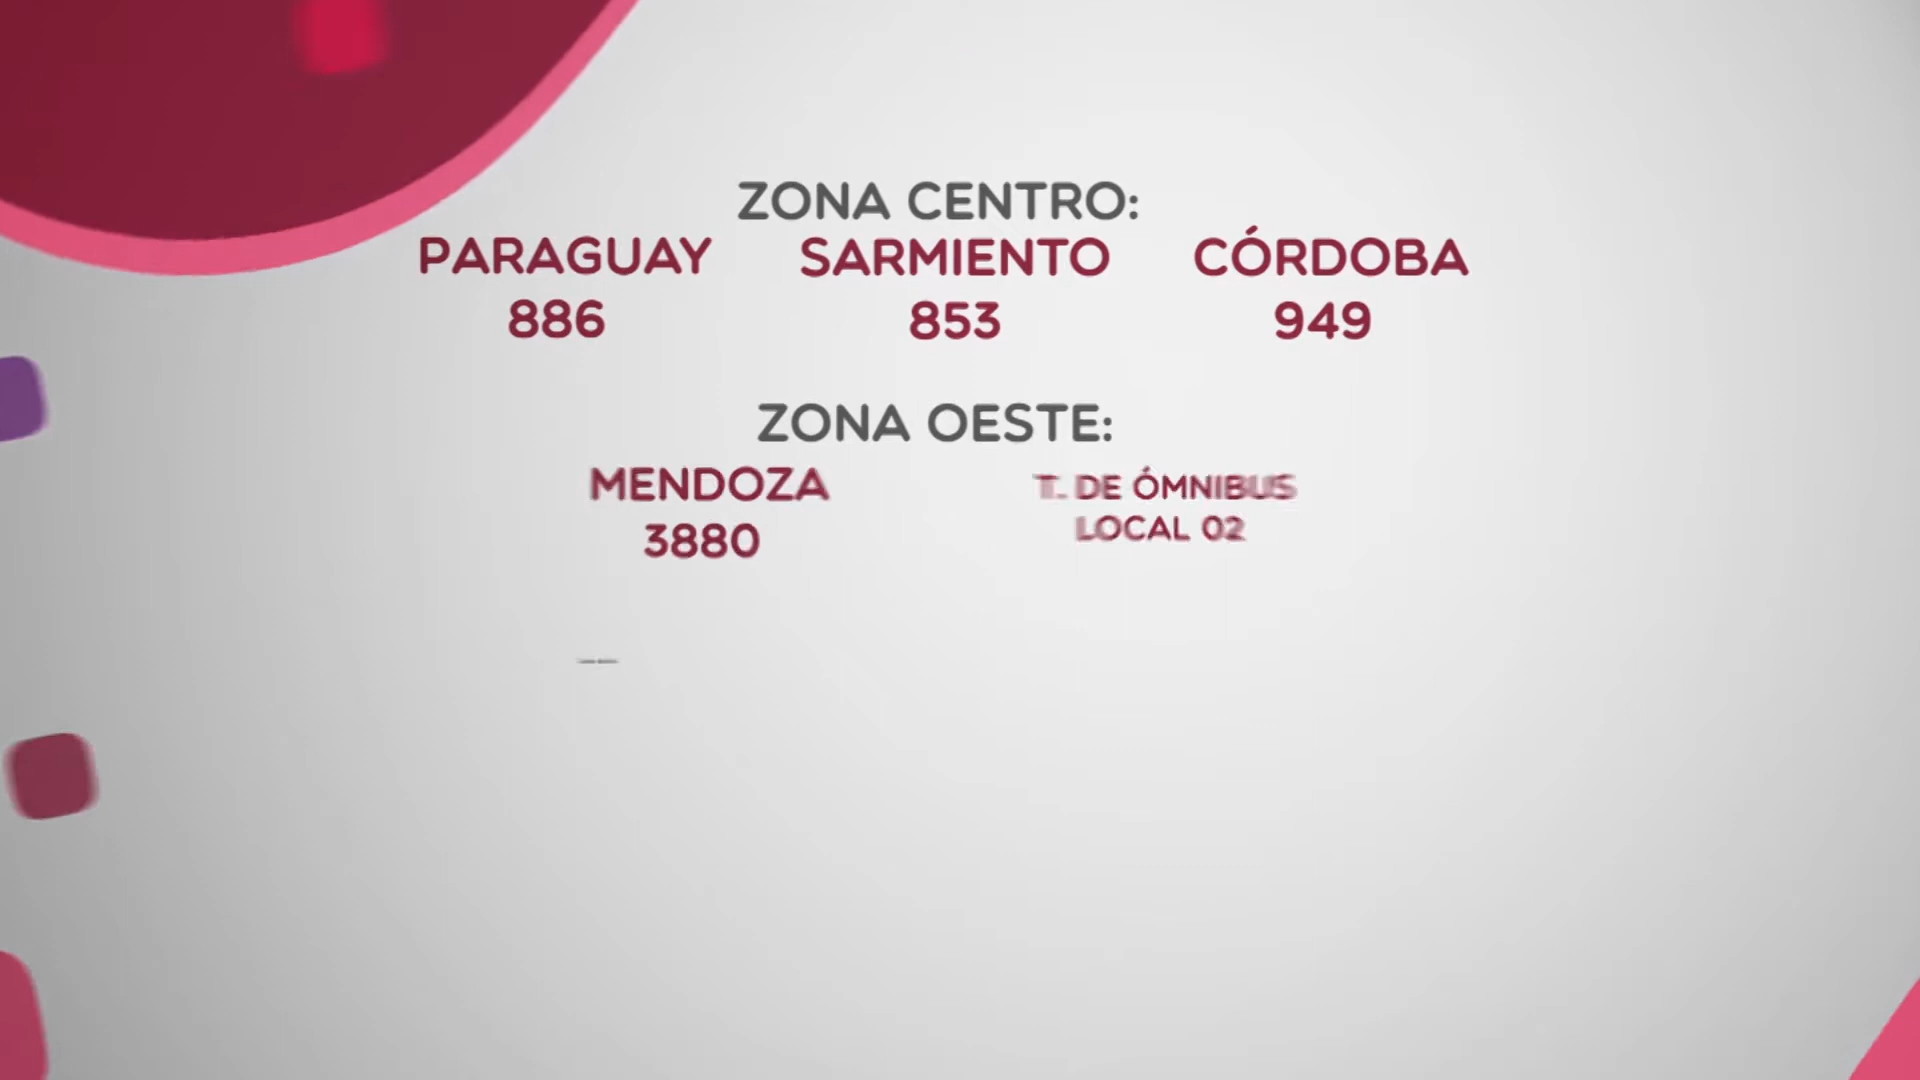 ZONA CENTRO:
PARAGUAY SARMIENTO CÓRDOBA
886 853 949
ZONA OESTE:
MENDOZA T. DE ÓMNIBUS
3880 LOCAL 02